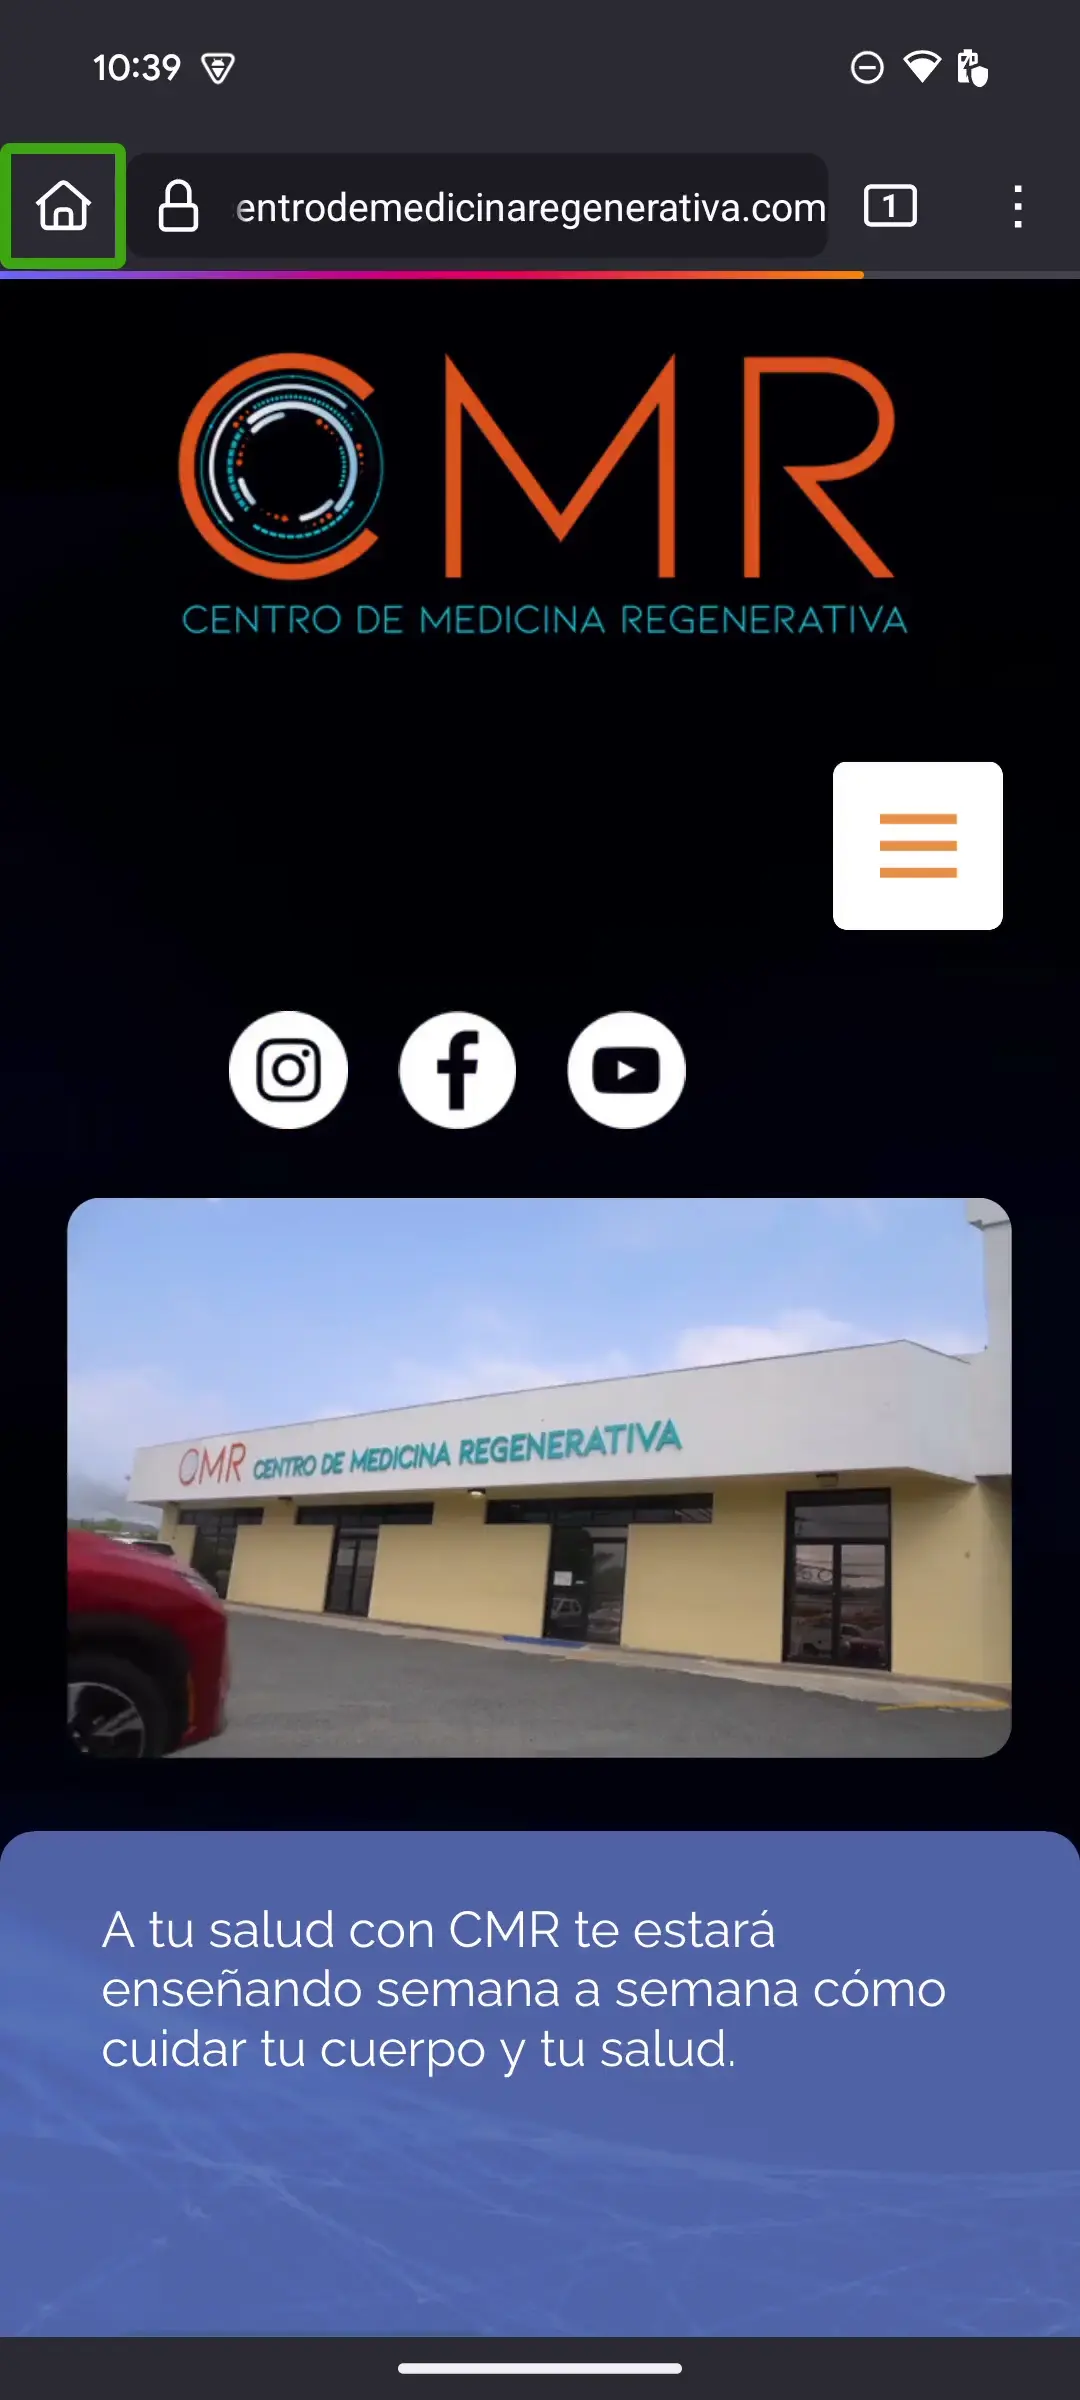 10:39
entrodemedicinaregenerativa.com
1
CMR
CENTRO DE MEDICINA REGENERATIVA
CMR CENTRO DE MEDICINA REGENERATIVA
A tu salud con CMR te estará
enseñando semana a semana cómo
cuidar tu cuerpo y tu salud.